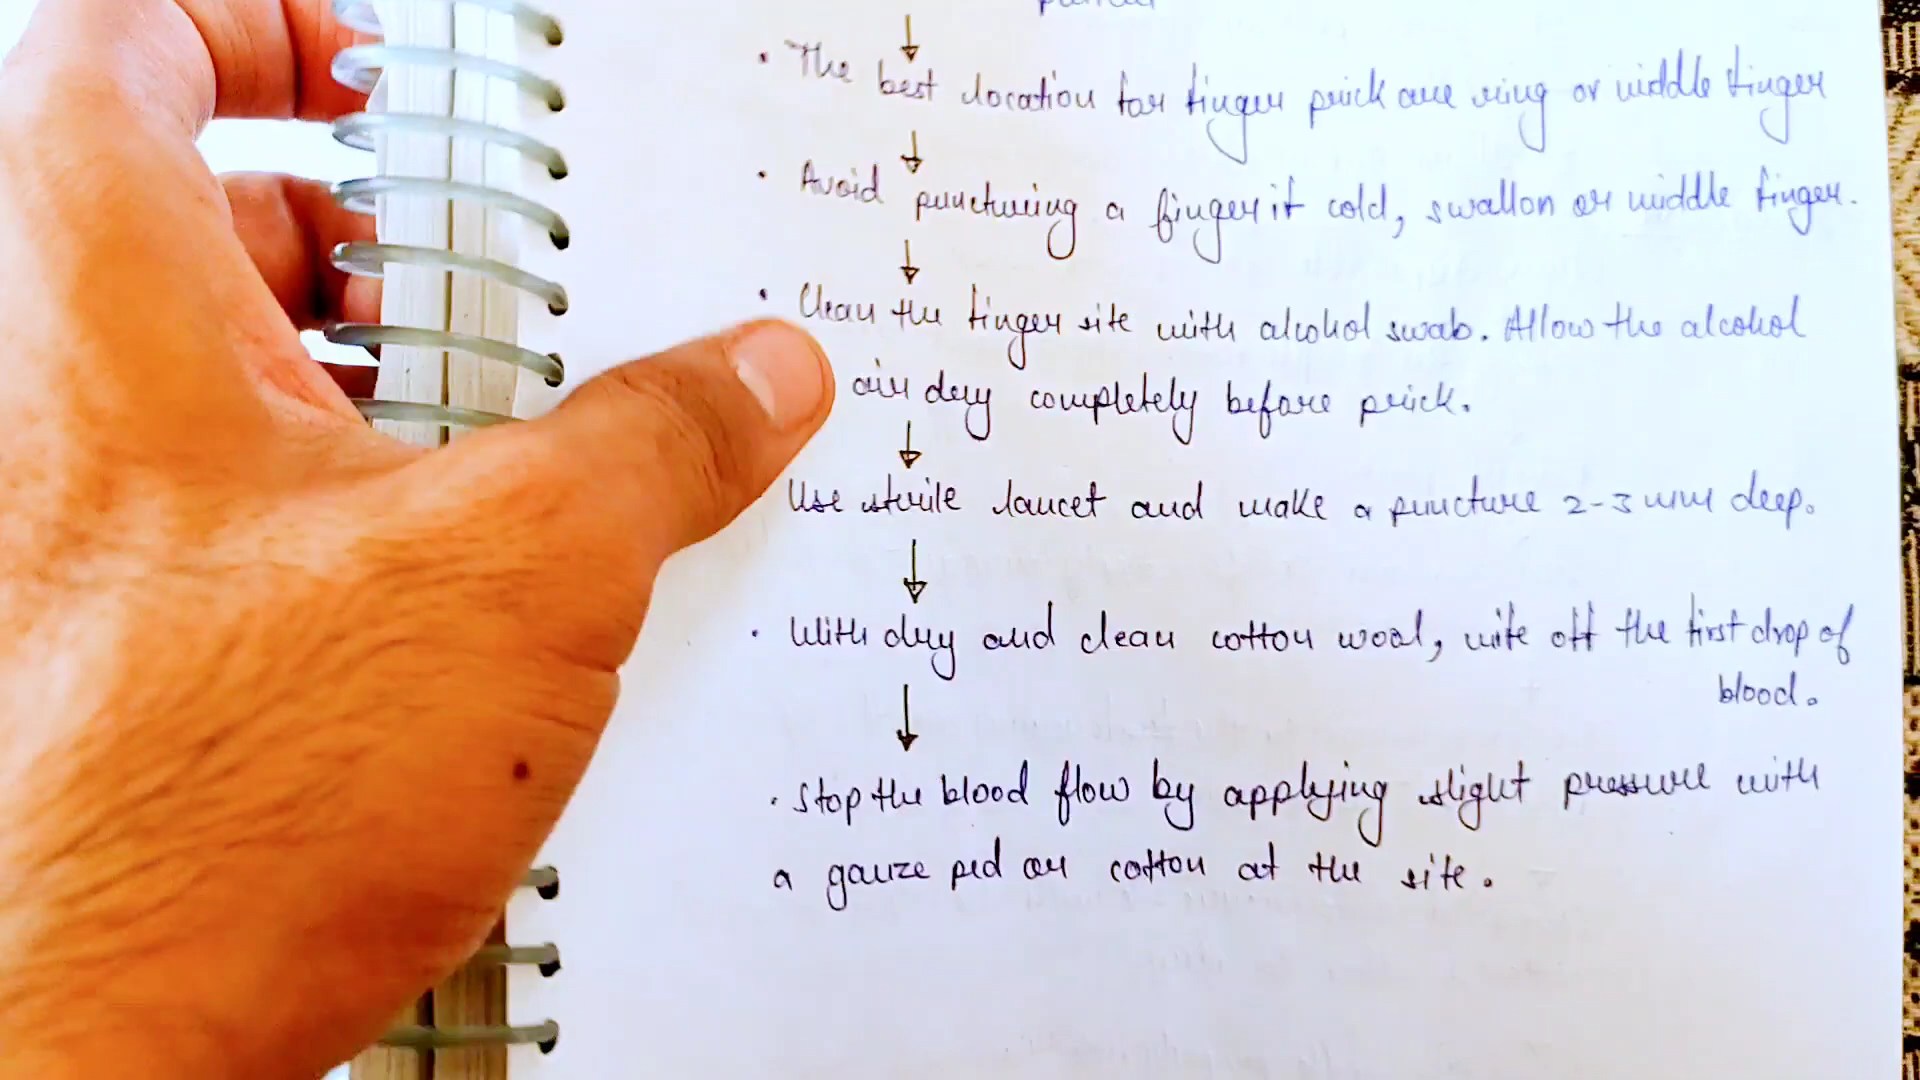 • The best location for finger prick are ring or middle finger
• Avoid puncturing a finger if cold, swallon or middle finger.
• Clean the finger site with alcohol swab. Allow the alcohol
air dry completely before prick.
Use sterile lancet and make a puncture 2-3 mm deep.
• With dry and clean cotton wool, wife off the first drop of
blood.
• Stop the blood flow by applying slight pressure with
a gauze ped or cotton at the site.